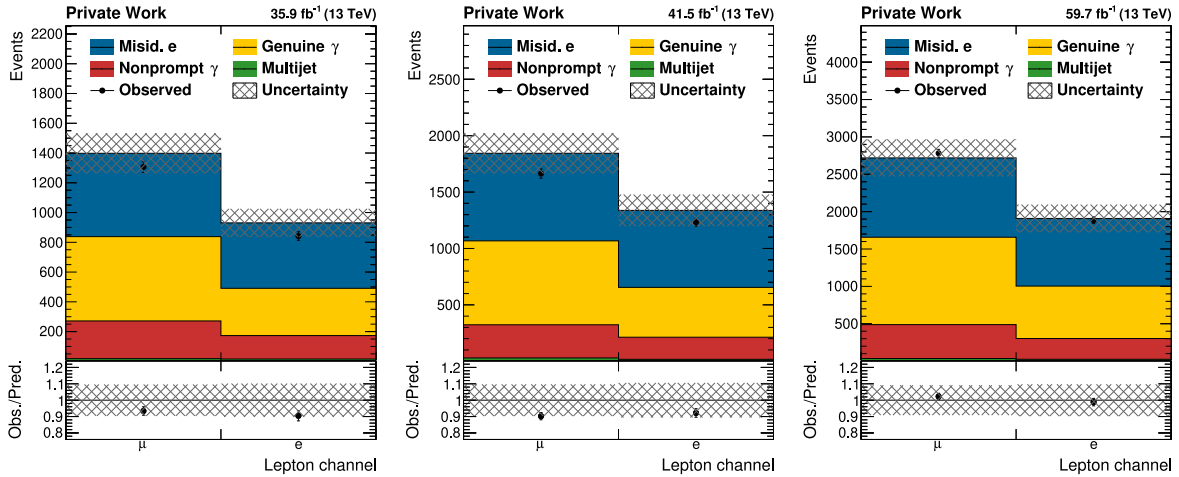 Private Work 35.9 fb⁻¹ (13 TeV)
Events
2200
2000
1800
1600
1400
1200
1000
800
600
400
200
Misid. e Genuine γ
Nonprompt γ Multijet
Observed Uncertainty
Obs./Pred.
1.2
1.1
1
0.9
0.8
μ e
Lepton channel
Private Work 41.5 fb⁻¹ (13 TeV)
Events
2500
2000
1500
1000
500
Misid. e Genuine γ
Nonprompt γ Multijet
Observed Uncertainty
Obs./Pred.
1.2
1.1
1
0.9
0.8
μ e
Lepton channel
Private Work 59.7 fb⁻¹ (13 TeV)
Events
4000
3500
3000
2500
2000
1500
1000
500
Misid. e Genuine γ
Nonprompt γ Multijet
Observed Uncertainty
Obs./Pred.
1.2
1.1
1
0.9
0.8
μ e
Lepton channel